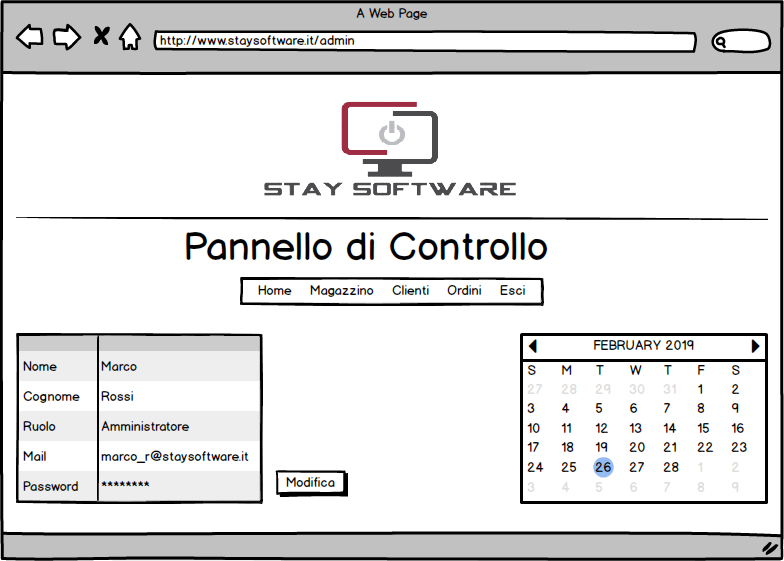 A Web Page
http://www.staysoftware.it/admin
STAY SOFTWARE
Pannello di Controllo
Home Magazzino Clienti Ordini Esci
Nome Marco
Cognome Rossi
Ruolo Amministratore
Mail marco_r@staysoftware.it
Password ********
Modifica
FEBRUARY 2019
S M T W T F S
27 28 29 30 31 1 2
3 4 5 6 7 8 9
10 11 12 13 14 15 16
17 18 19 20 21 22 23
24 25 26 27 28 1 2
3 4 5 6 7 8 9